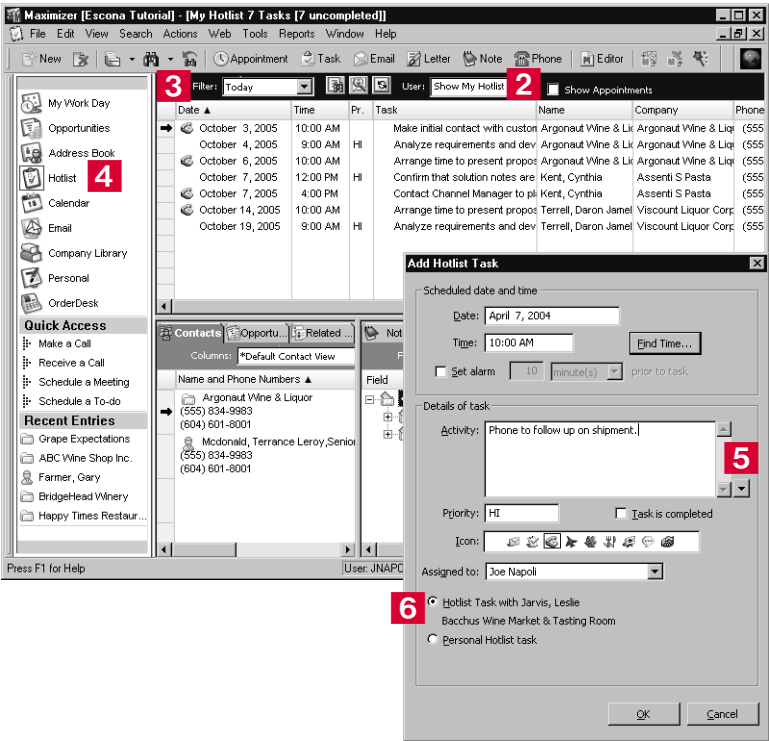 Maximizer [Escona Tutorial] - [My Hotlist 7 Tasks [7 uncompleted]]
File Edit View Search Actions Web Tools Reports Window Help
New Appointment Task Email Letter Note Phone Editor
3 Filter: Today User: Show My Hotlist 2 Show Appointments
My Work Day
Opportunities
Address Book
Hotlist 4
Calendar
Email
Company Library
Personal
OrderDesk
Quick Access
Make a Call
Receive a Call
Schedule a Meeting
Schedule a To-do
Recent Entries
Grape Expectations
ABC Wine Shop Inc.
Farmer, Gary
BridgeHead Winery
Happy Times Restaur...
Date ▲ Time Pr. Task Name Company Phone
October 3, 2005 10:00 AM Make initial contact with custom Argonaut Wine & Li Argonaut Wine & Liq (555
October 4, 2005 9:00 AM HI Analyze requirements and dev Argonaut Wine & Li Argonaut Wine & Liq (555
October 6, 2005 10:00 AM Arrange time to present propos Argonaut Wine & Li Argonaut Wine & Liq (555
October 7, 2005 12:00 PM HI Confirm that solution notes are Kent, Cynthia Assenti S Pasta (555
October 7, 2005 4:00 PM Contact Channel Manager to pl Kent, Cynthia Assenti S Pasta (555
October 14, 2005 10:00 AM Arrange time to present propos Terrell, Daron Jamel Viscount Liquor Corp (555
October 19, 2005 9:00 AM HI Analyze requirements and dev Terrell, Daron Jamel Viscount Liquor Corp (555
Contacts Opportu... Related ...
Columns: *Default Contact View
Name and Phone Numbers ▲ Field
Argonaut Wine & Liquor
(555) 834-9983
(604) 601-8001
Mcdonald, Terrance Leroy,Senior
(555) 834-9983
(604) 601-8001
Press F1 for Help User: JNAPO
Add Hotlist Task
Scheduled date and time
Date: April 7, 2004
Time: 10:00 AM Find Time...
Set alarm 10 minute(s) prior to task
Details of task
Activity: Phone to follow up on shipment.
5
Priority: HI Task is completed
Icon:
Assigned to: Joe Napoli
6 Hotlist Task with Jarvis, Leslie
Bacchus Wine Market & Tasting Room
Personal Hotlist task
OK Cancel